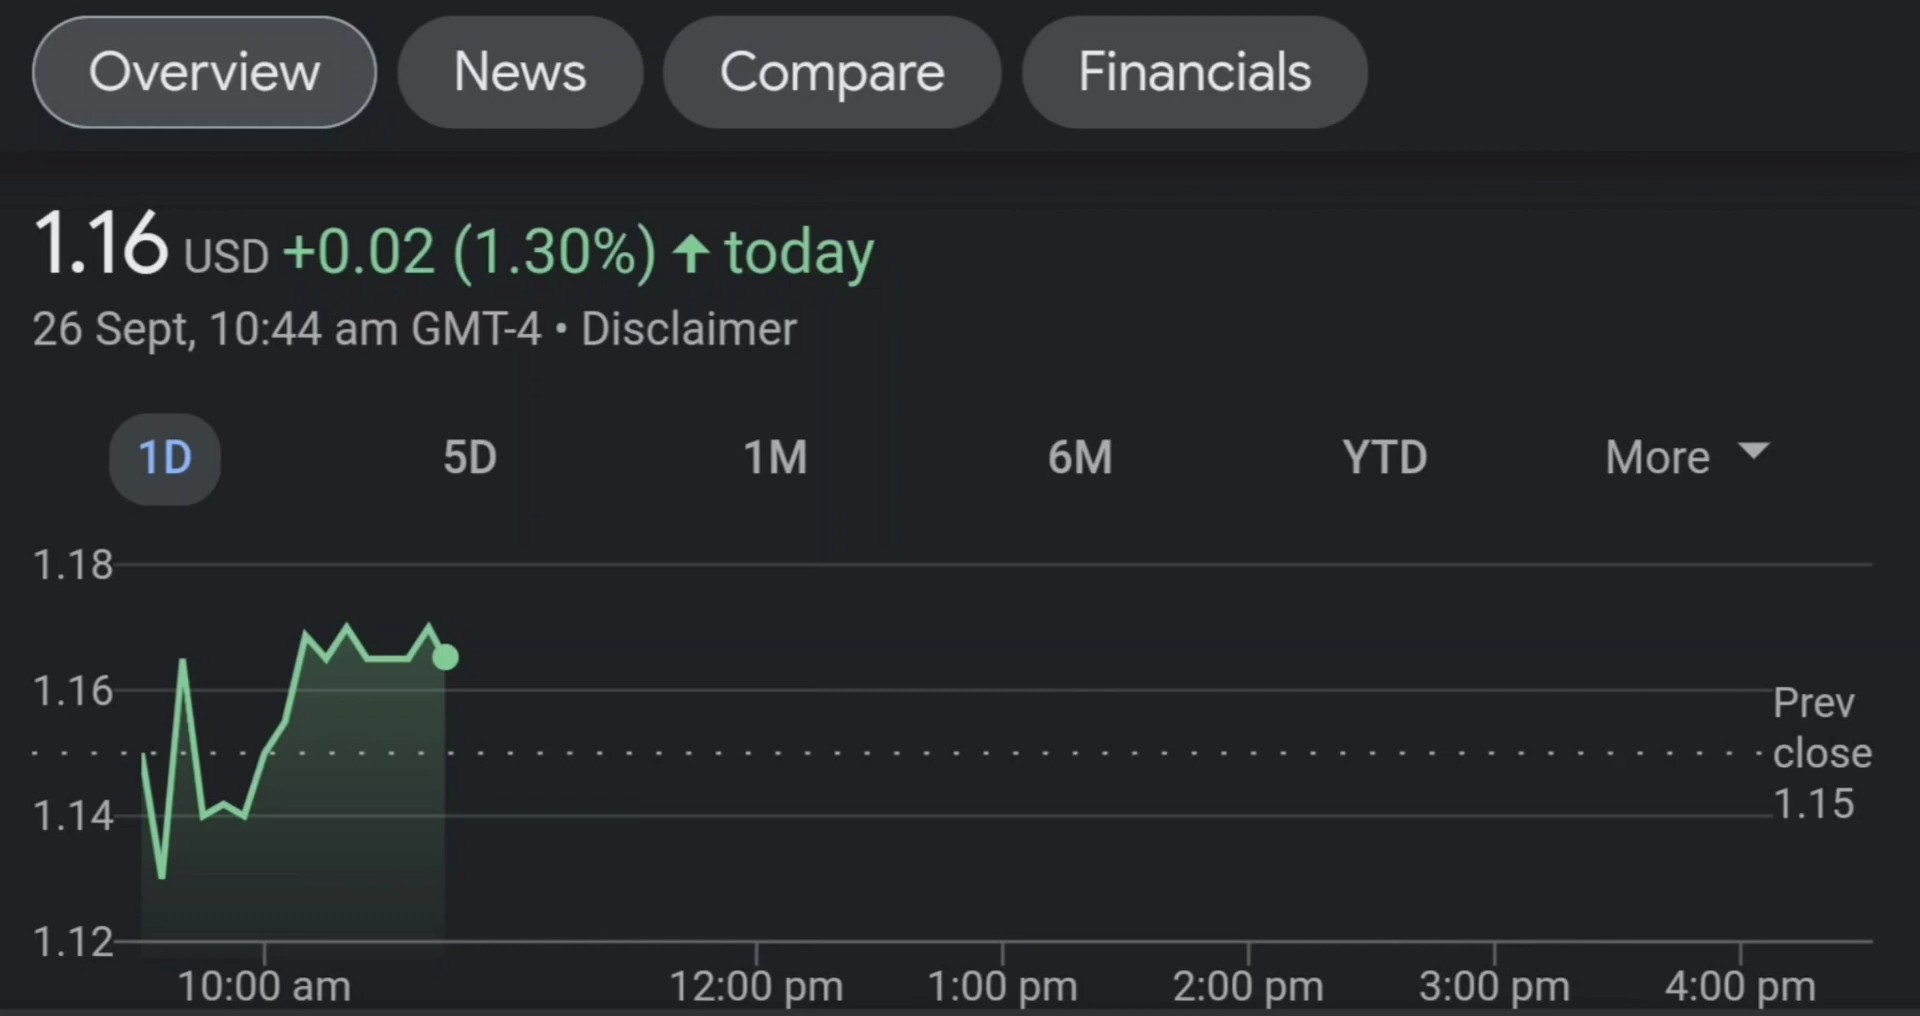 Overview News Compare Financials
1.16 USD +0.02 (1.30%) ↑ today
26 Sept, 10:44 am GMT-4 • Disclaimer
1D 5D 1M 6M YTD More
1.18
1.16
Prev
close
1.15
1.14
1.12
10:00 am 12:00 pm 1:00 pm 2:00 pm 3:00 pm 4:00 pm